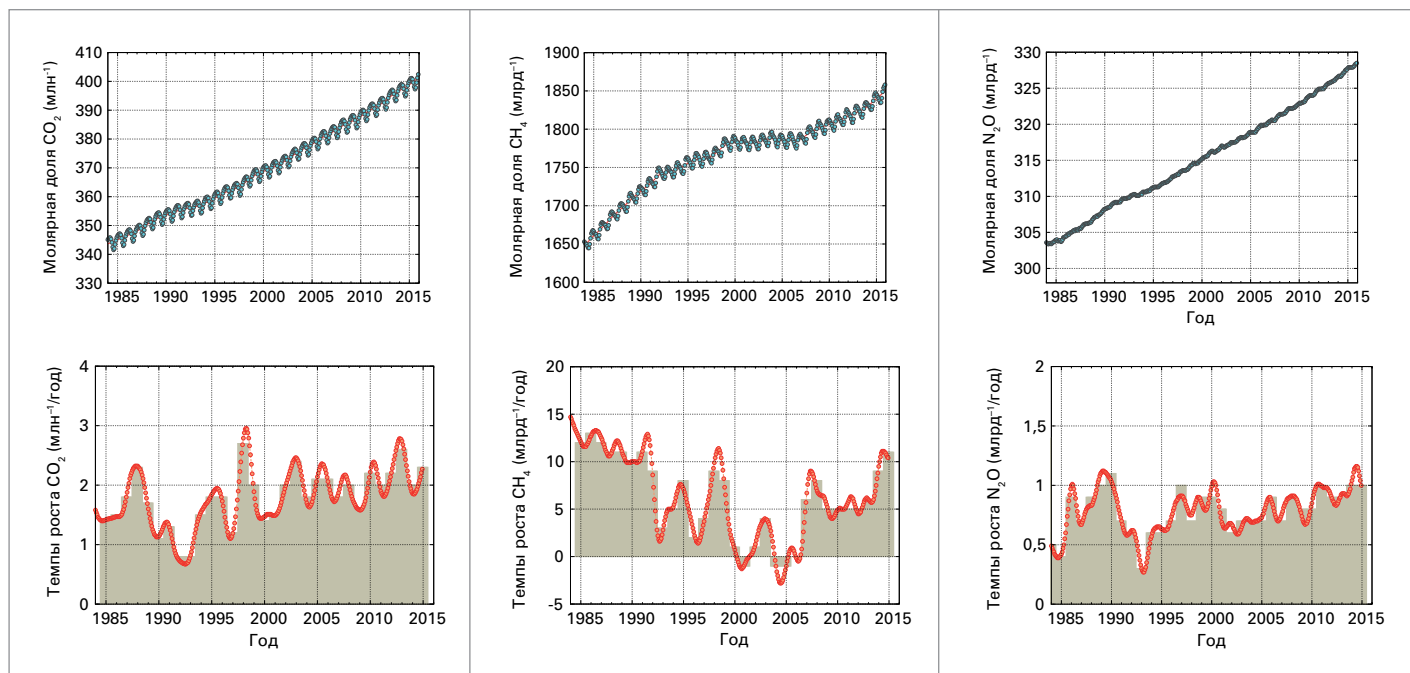 Молярная доля CO₂ (млн⁻¹)
410
400
390
380
370
360
350
340
330
1985 1990 1995 2000 2005 2010 2015
Молярная доля CH₄ (млрд⁻¹)
1900
1850
1800
1750
1700
1650
1600
1985 1990 1995 2000 2005 2010 2015
Молярная доля N₂O (млрд⁻¹)
330
325
320
315
310
305
300
1985 1990 1995 2000 2005 2010 2015
Год
Темпы роста CO₂ (млн⁻¹/год)
4
3
2
1
0
1985 1990 1995 2000 2005 2010 2015
Год
Темпы роста CH₄ (млрд⁻¹/год)
20
15
10
5
0
-5
1985 1990 1995 2000 2005 2010 2015
Год
Темпы роста N₂O (млрд⁻¹/год)
2
1,5
1
0,5
0
1985 1990 1995 2000 2005 2010 2015
Год